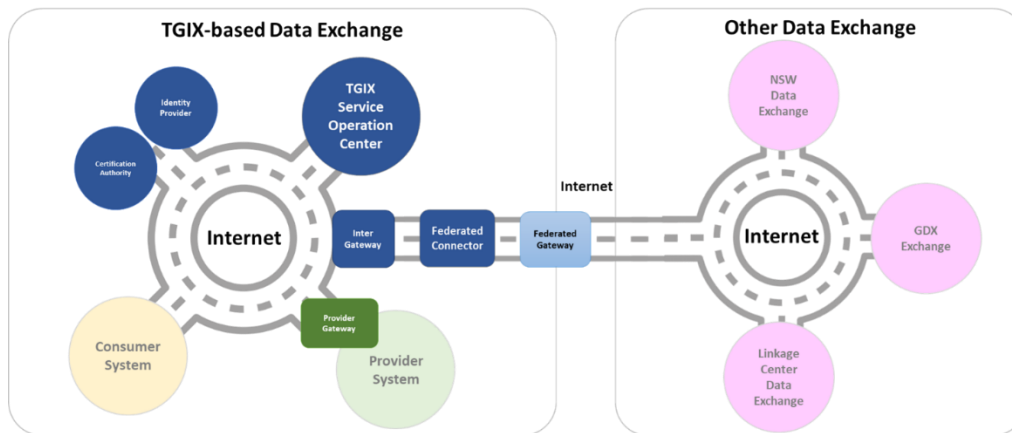 TGIX-based Data Exchange
Identity
Provider
Certification
Authority
TGIX
Service
Operation
Center
Internet
Inter
Gateway
Federated
Connector
Federated
Gateway
Internet
Provider
Gateway
Consumer
System
Provider
System
Other Data Exchange
NSW
Data
Exchange
Internet
GDX
Exchange
Linkage
Center
Data
Exchange